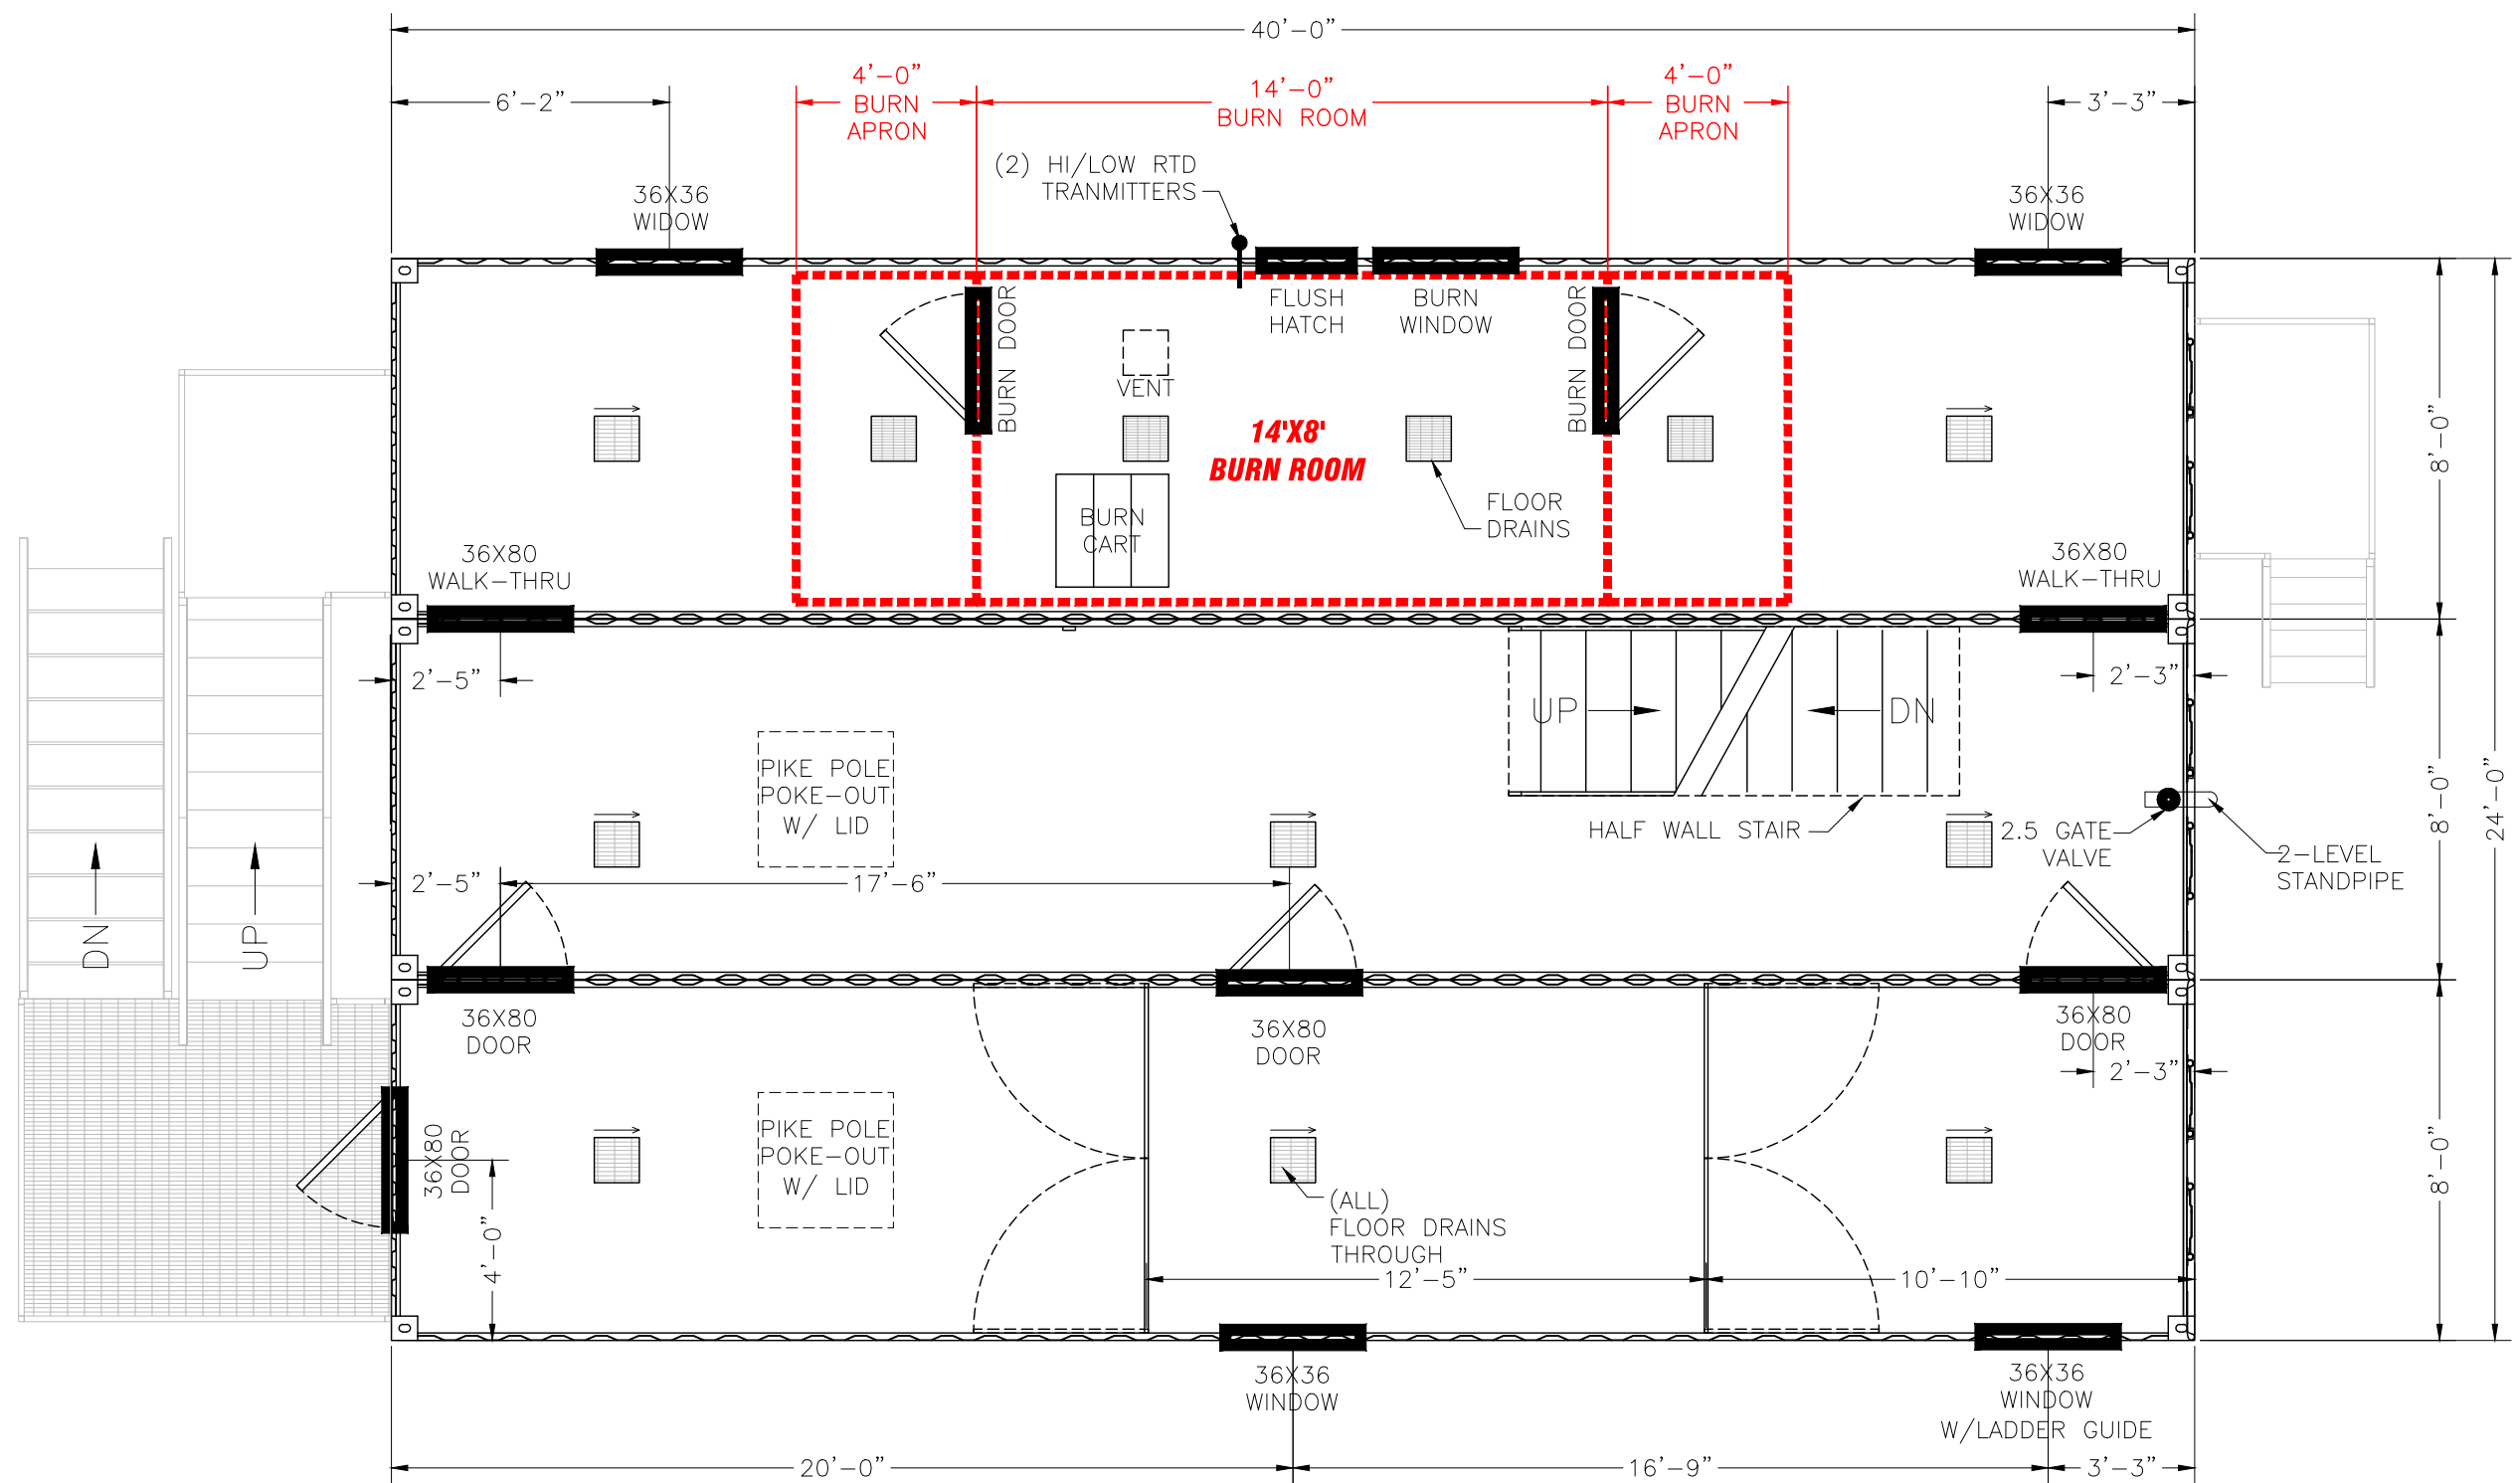 40'-0"
6'-2"
4'-0"
BURN
APRON
14'-0"
BURN ROOM
4'-0"
BURN
APRON
3'-3"
(2) HI/LOW RTD
TRANMITTERS
36X36
WIDOW
36X36
WIDOW
BURN DOOR
FLUSH
HATCH
BURN
WINDOW
BURN DOOR
VENT
14'X8'
BURN ROOM
8'-0"
FLOOR
DRAINS
BURN
CART
36X80
WALK-THRU
36X80
WALK-THRU
2'-5"
2'-3"
UP
DN
PIKE POLE
POKE-OUT
W/ LID
HALF WALL STAIR
2.5 GATE
VALVE
2-LEVEL
STANDPIPE
8'-0"
24'-0"
2'-5"
17'-6"
DN
UP
36X80
DOOR
36X80
DOOR
36X80
DOOR
2'-3"
36X80
DOOR
PIKE POLE
POKE-OUT
W/ LID
8'-0"
4'-0"
(ALL)
FLOOR DRAINS
THROUGH
12'-5"
10'-10"
36X36
WINDOW
36X36
WINDOW
W/LADDER GUIDE
20'-0"
16'-9"
3'-3"